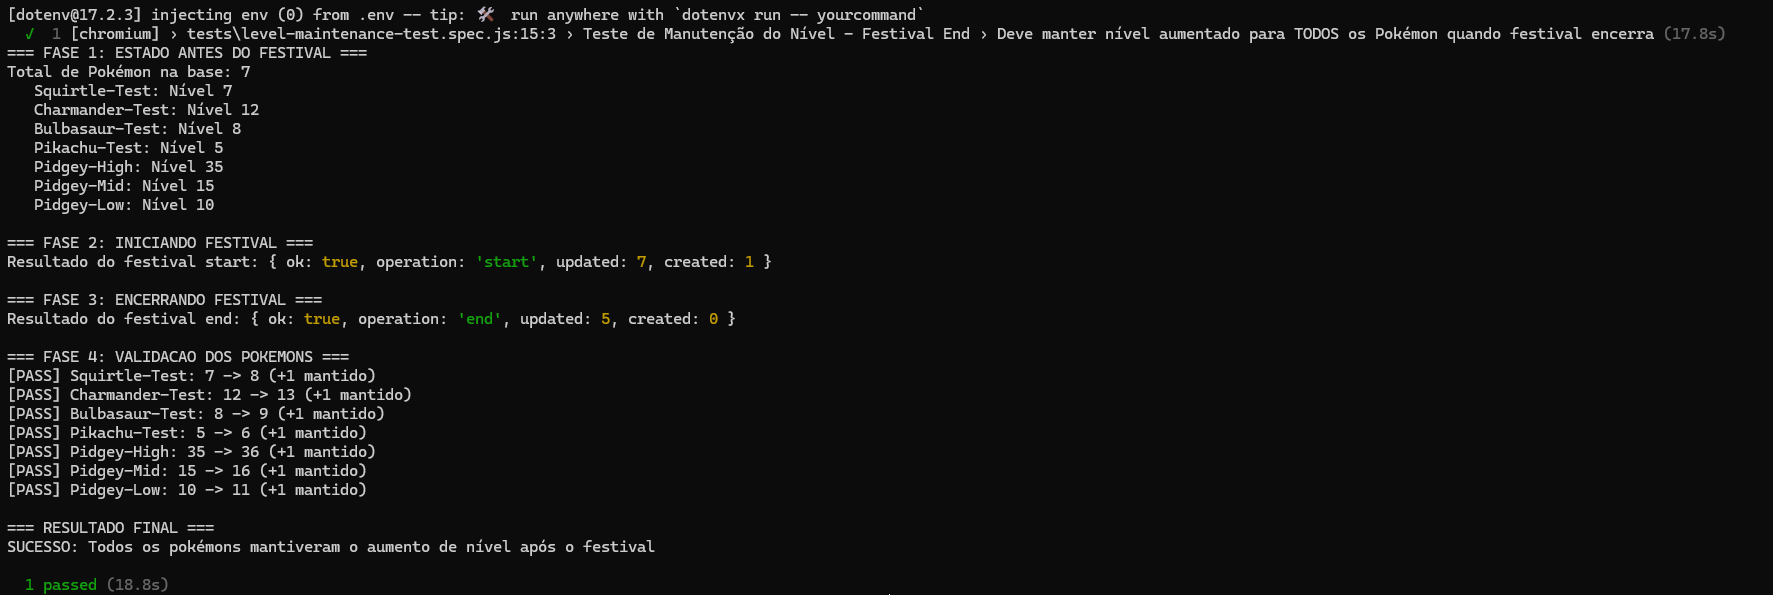 [dotenv@17.2.3] injecting env (0) from .env -- tip: 🛠️ run anywhere with `dotenvx run -- yourcommand`
✓ 1 [chromium] › tests\level-maintenance-test.spec.js:15:3 › Teste de Manutenção do Nível - Festival End › Deve manter nível aumentado para TODOS os Pokémon quando festival encerra (17.8s)
=== FASE 1: ESTADO ANTES DO FESTIVAL ===
Total de Pokémon na base: 7
Squirtle-Test: Nível 7
Charmander-Test: Nível 12
Bulbasaur-Test: Nível 8
Pikachu-Test: Nível 5
Pidgey-High: Nível 35
Pidgey-Mid: Nível 15
Pidgey-Low: Nível 10
=== FASE 2: INICIANDO FESTIVAL ===
Resultado do festival start: { ok: true, operation: 'start', updated: 7, created: 1 }
=== FASE 3: ENCERRANDO FESTIVAL ===
Resultado do festival end: { ok: true, operation: 'end', updated: 5, created: 0 }
=== FASE 4: VALIDACAO DOS POKEMONS ===
[PASS] Squirtle-Test: 7 -> 8 (+1 mantido)
[PASS] Charmander-Test: 12 -> 13 (+1 mantido)
[PASS] Bulbasaur-Test: 8 -> 9 (+1 mantido)
[PASS] Pikachu-Test: 5 -> 6 (+1 mantido)
[PASS] Pidgey-High: 35 -> 36 (+1 mantido)
[PASS] Pidgey-Mid: 15 -> 16 (+1 mantido)
[PASS] Pidgey-Low: 10 -> 11 (+1 mantido)
=== RESULTADO FINAL ===
SUCESSO: Todos os pokémons mantiveram o aumento de nível após o festival
1 passed (18.8s)